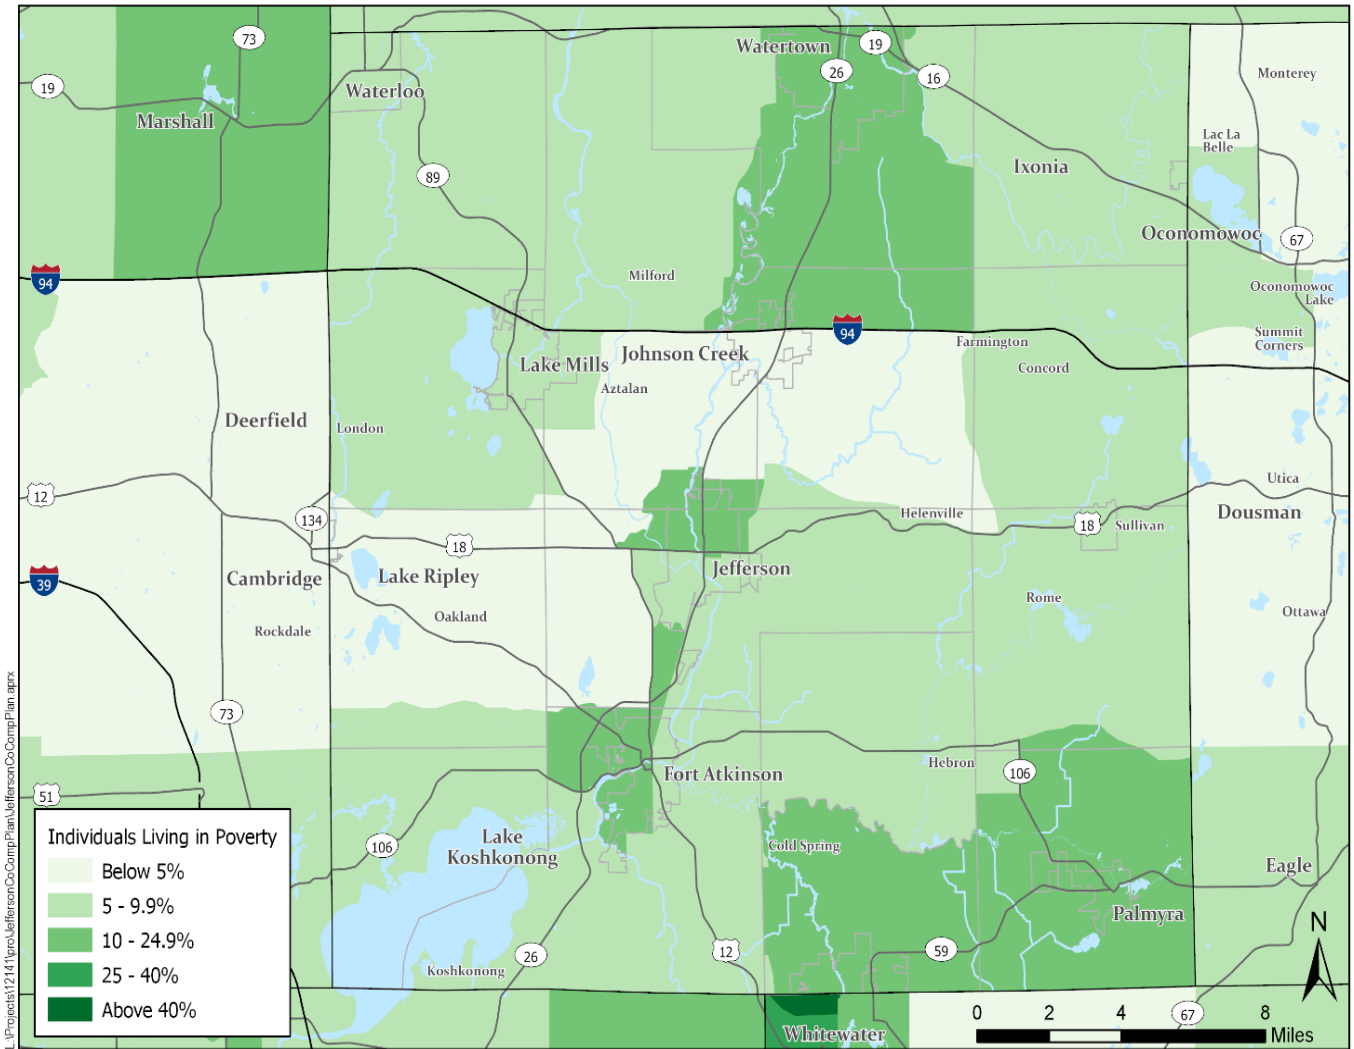 73
Watertown
19
26
16
Monterey
19
Waterloo
Marshall
Lac La
Belle
89
Ixonia
Oconomowoc
67
94
Milford
Oconomowoc
Lake
94
Farmington
Summit
Corners
Johnson Creek
Lake Mills
Concord
Aztalan
Deerfield
London
12
Utica
134
Helenville
Dousman
18
Sullivan
18
Jefferson
39
Cambridge
Lake Ripley
Rome
Oakland
Ottawa
Rockdale
73
Hebron
106
Fort Atkinson
51
Lake
Koshkonong
106
Cold Spring
Eagle
Palmyra
12
59
26
Koshkonong
Individuals Living in Poverty
Below 5%
5 - 9.9%
10 - 24.9%
25 - 40%
Above 40%
Whitewater
67
N
0 2 4 8
Miles
L:\Projects\12141\pro\JeffersonCoCompPlan\JeffersonCoCompPlan.aprx